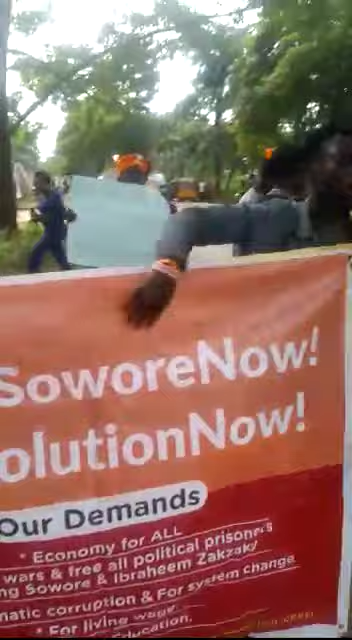 SoworeNow!
olutionNow!
Our Demands
* Economy for ALL
wars & free all political prisoners
ng Sowore & Ibraheem Zakzaky
matic corruption & For system change
* For living wage
Education,